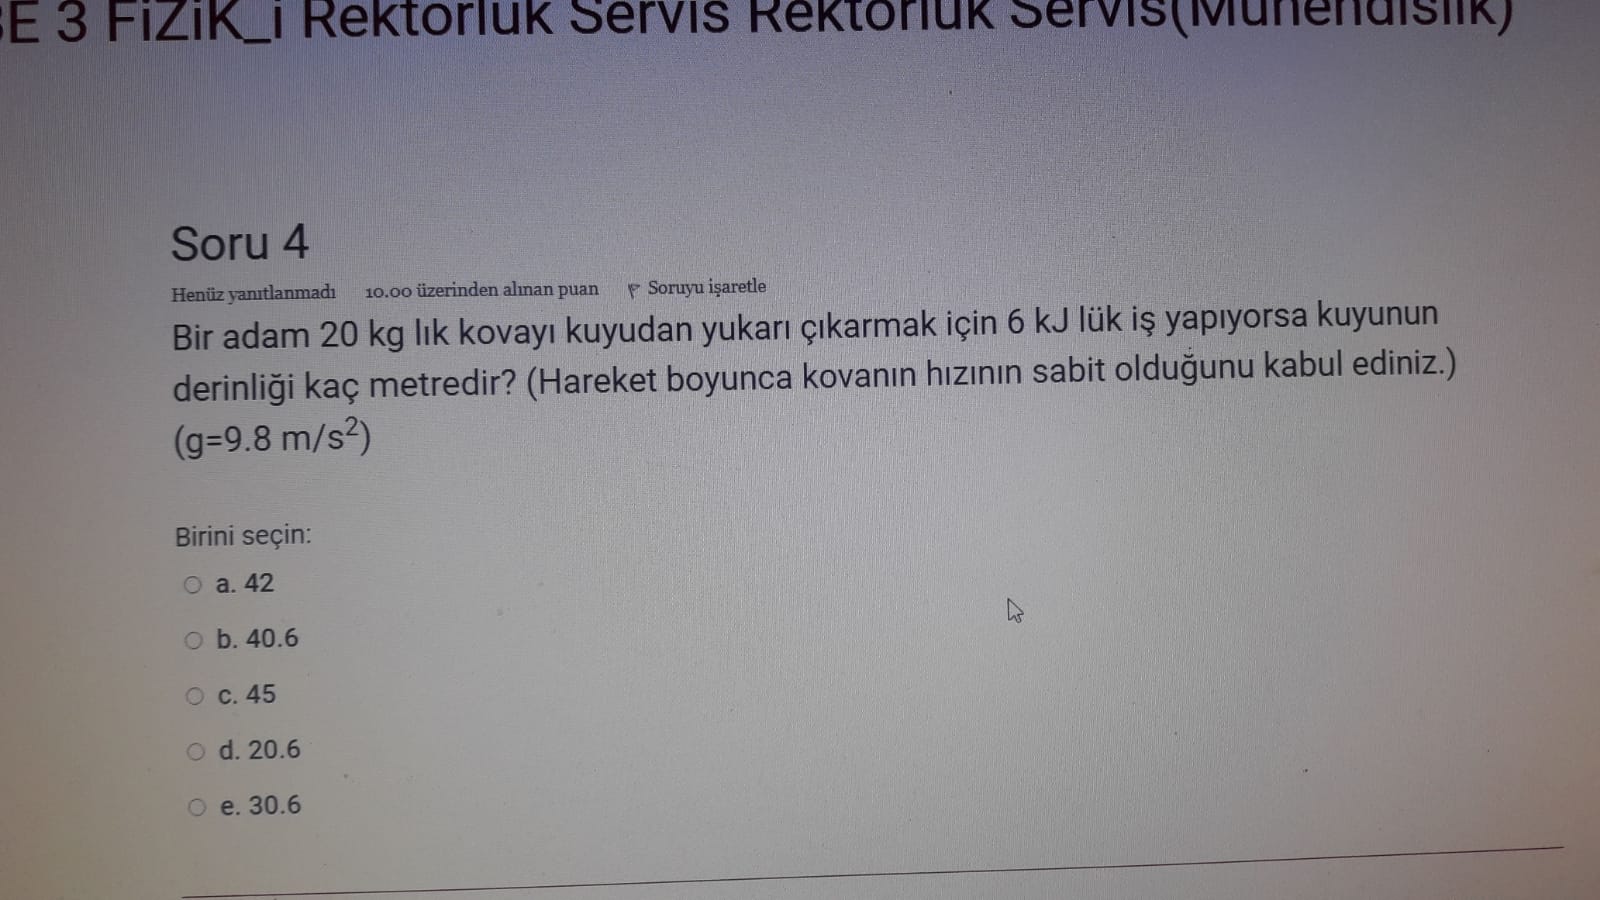 E 3 FiZiK_i Rektörlük Servis Rektörlük Servis(Mühendislik)
Soru 4
Henüz yanıtlanmadı 10.00 üzerinden alınan puan Soruyu işaretle
Bir adam 20 kg lık kovayı kuyudan yukarı çıkarmak için 6 kJ lük iş yapıyorsa kuyunun
derinliği kaç metredir? (Hareket boyunca kovanın hızının sabit olduğunu kabul ediniz.)
(g=9.8 m/s²)
Birini seçin:
a. 42
b. 40.6
c. 45
d. 20.6
e. 30.6